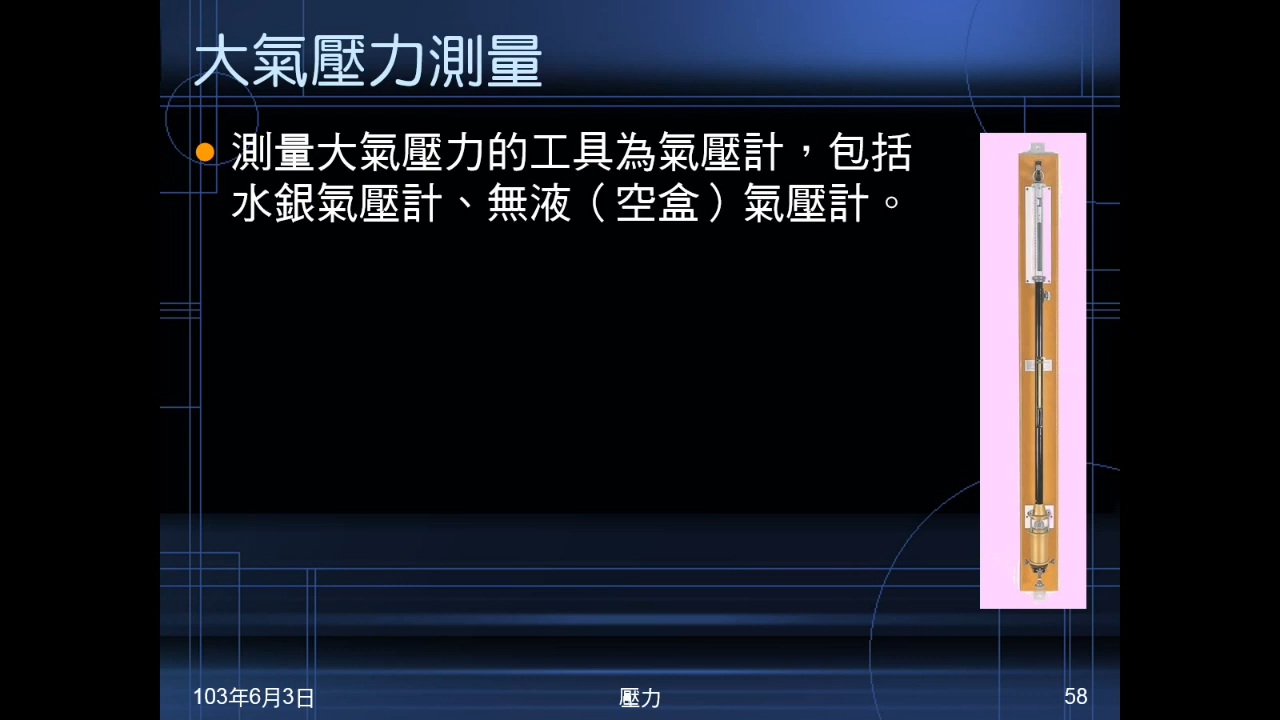 大氣壓力測量
測量大氣壓力的工具為氣壓計，包括
水銀氣壓計、無液（空盒）氣壓計。
103年6月3日
壓力
58